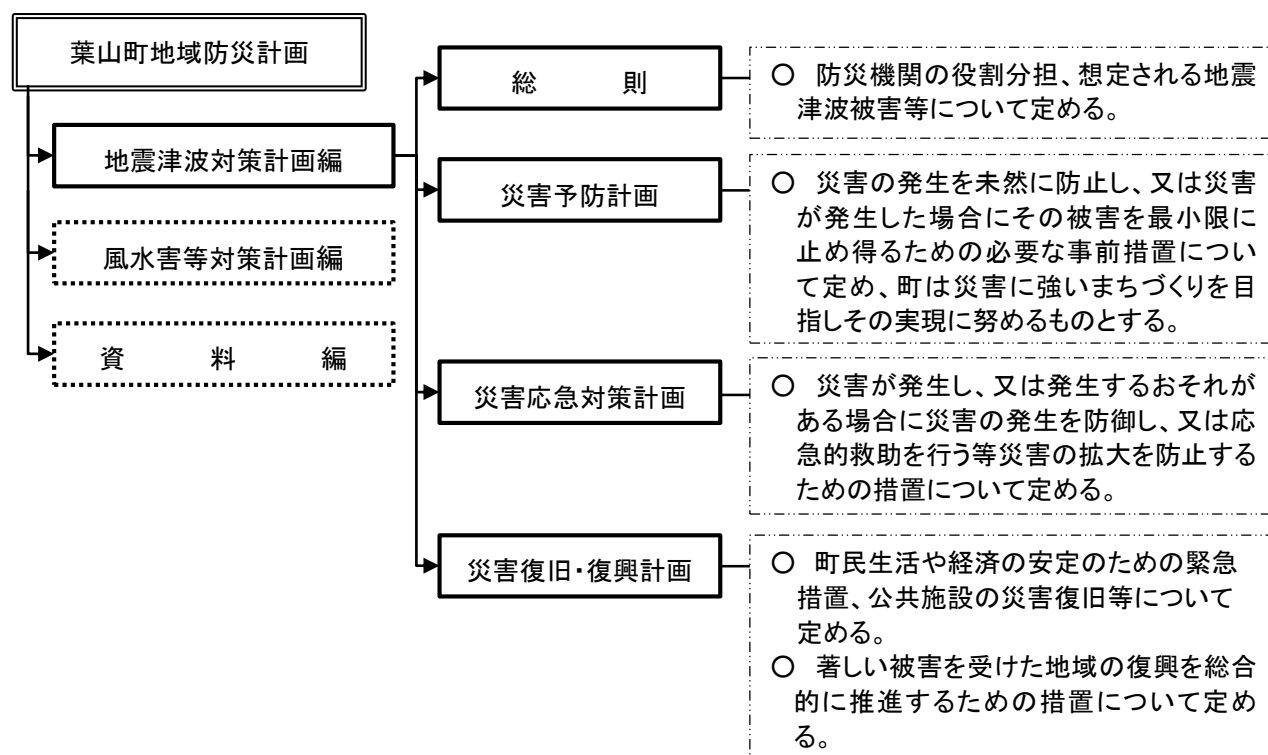 葉山町地域防災計画
地震津波対策計画編
風水害等対策計画編
資　料　編
総　則
○ 防災機関の役割分担、想定される地震
津波被害等について定める。
災害予防計画
○ 災害の発生を未然に防止し、又は災害
が発生した場合にその被害を最小限に
止め得るための必要な事前措置につい
て定め、町は災害に強いまちづくりを目
指しその実現に努めるものとする。
災害応急対策計画
○ 災害が発生し、又は発生するおそれが
ある場合に災害の発生を防御し、又は応
急的救助を行う等災害の拡大を防止する
ための措置について定める。
災害復旧・復興計画
○ 町民生活や経済の安定のための緊急
措置、公共施設の災害復旧等について
定める。
○ 著しい被害を受けた地域の復興を総合
的に推進するための措置について定め
る。